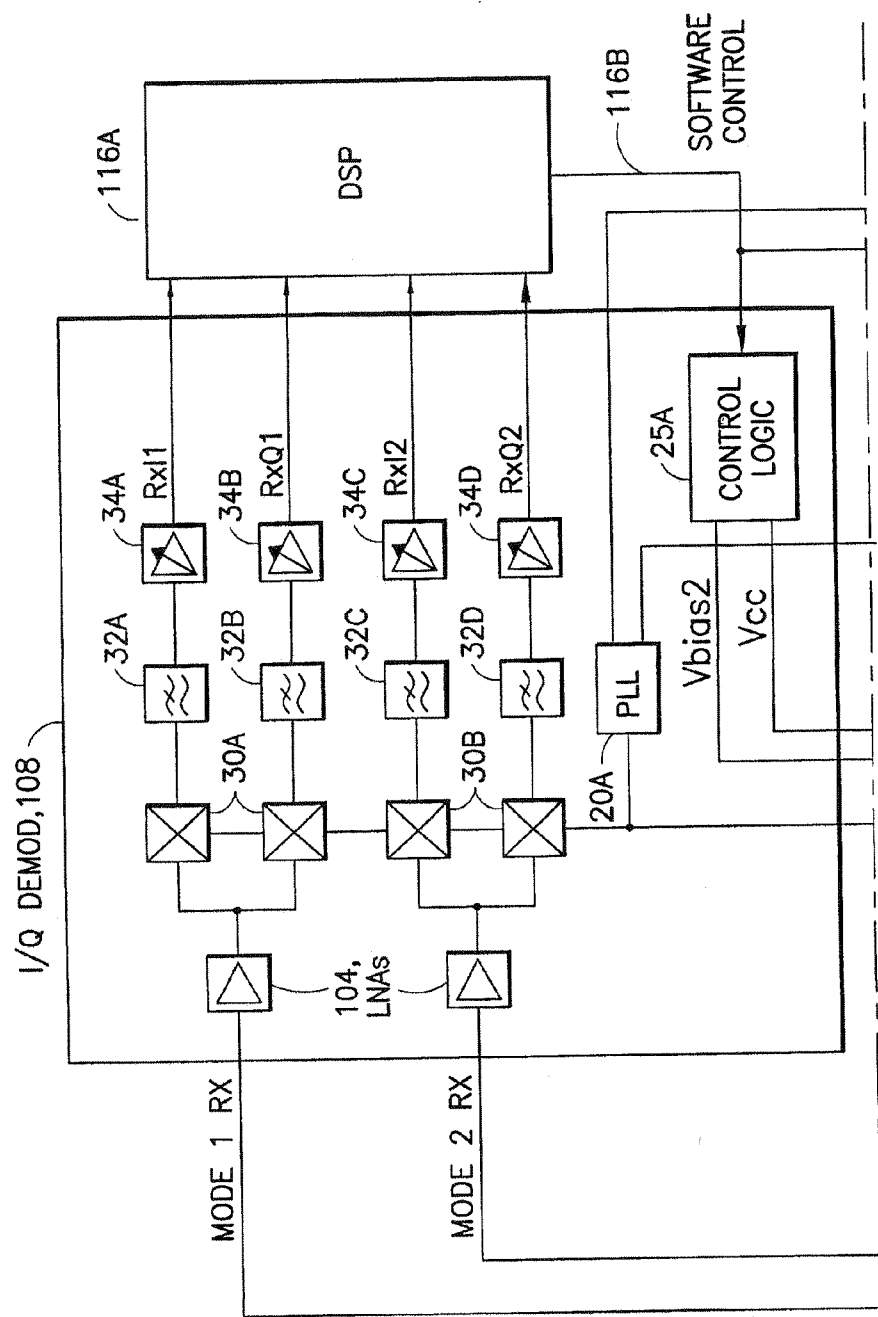 I/Q DEMOD,108
116A
DSP
116B
SOFTWARE
CONTROL
MODE 1 RX
MODE 2 RX
104,
LNAs
30A
30B
32A
32B
32C
32D
34A
34B
34C
34D
RxI1
RxQ1
RxI2
RxQ2
20A
PLL
25A
CONTROL
LOGIC
Vbias2
Vcc